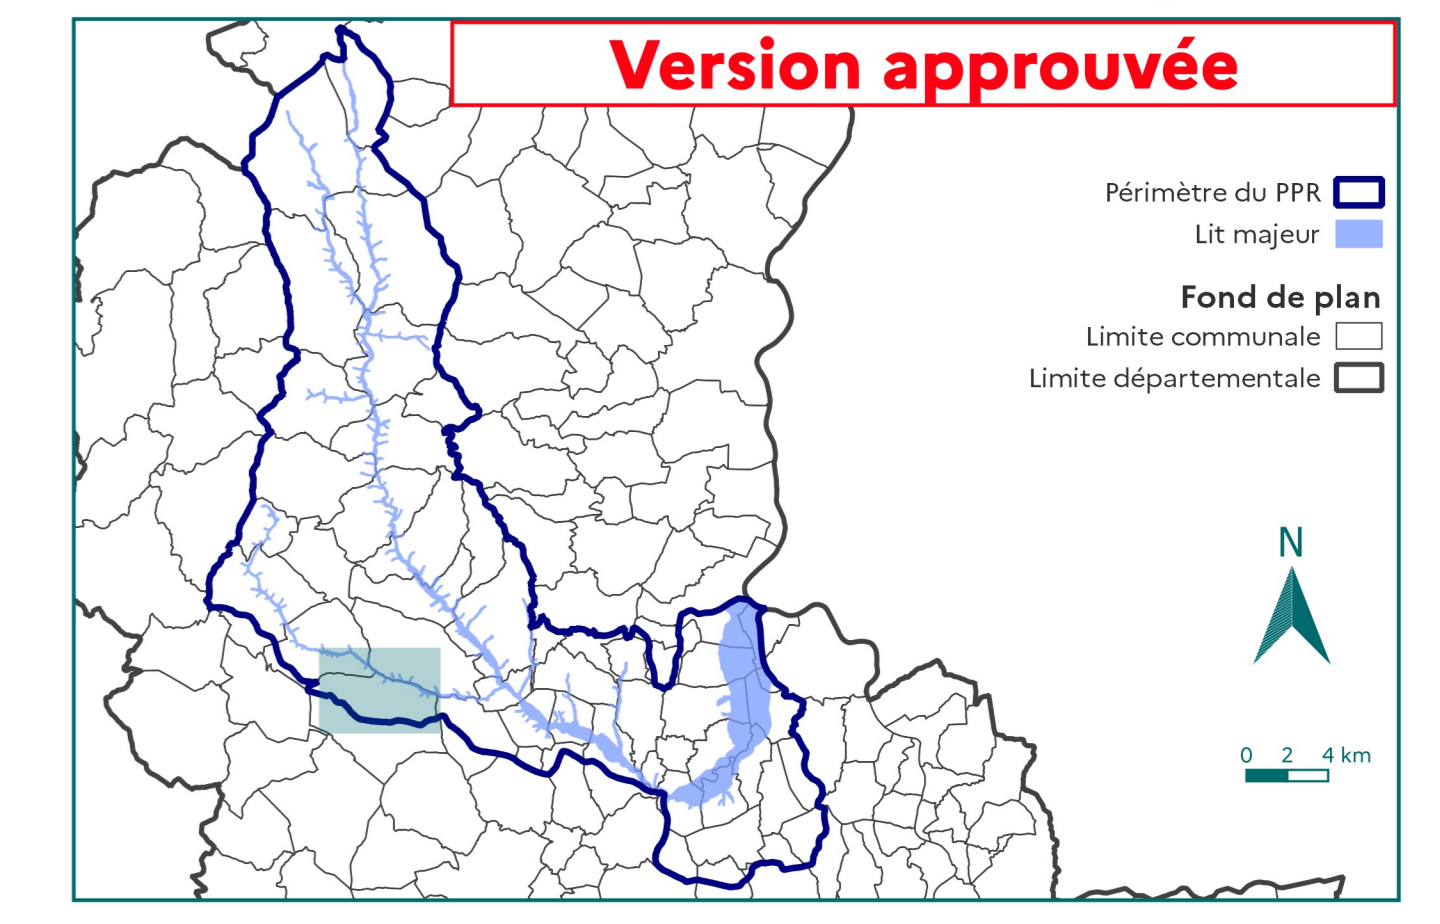 Version approuvée
Périmètre du PPR
Lit majeur
Fond de plan
Limite communale
Limite départementale
N
0 2 4 km